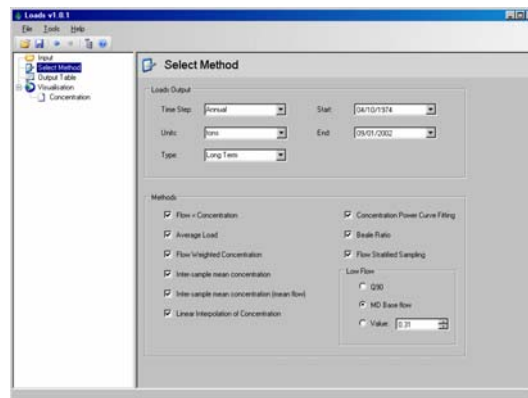 Loads v1.0.1
File Tools Help
Input
Select Method
Output Table
Visualisation
Concentration
Select Method
Loads Output
Time Step: Annual Start: 04/10/1974
Units: tons End: 09/01/2002
Type: Long Term
Methods
Flow × Concentration Concentration Power Curve Fitting
Average Load Beale Ratio
Flow Weighted Concentration Flow Stratified Sampling
Inter-sample mean concentration Low Flow
Q90
Inter-sample mean concentration (mean flow) MD Base flow
Linear Interpolation of Concentration Value: 0.31